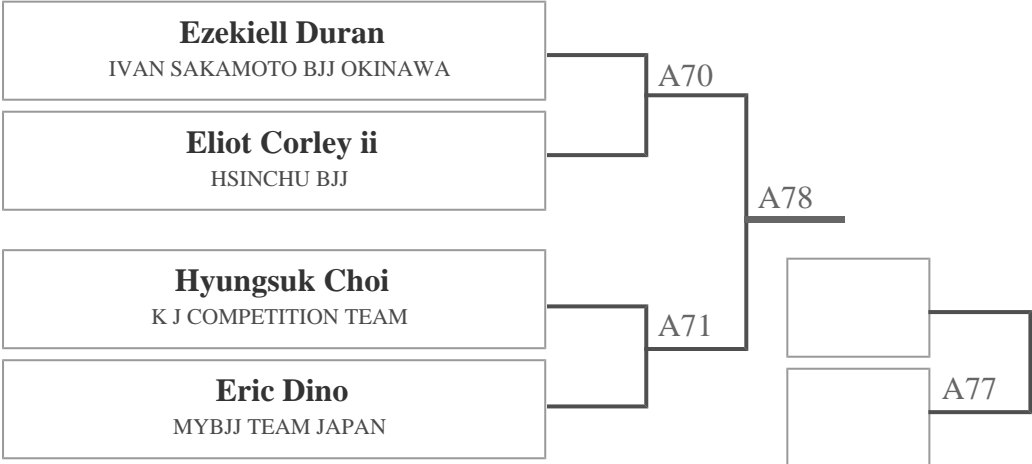 Ezekiell Duran
IVAN SAKAMOTO BJJ OKINAWA
A70
Eliot Corley ii
HSINCHU BJJ
A78
Hyungsuk Choi
K J COMPETITION TEAM
A71
Eric Dino
MYBJJ TEAM JAPAN
A77